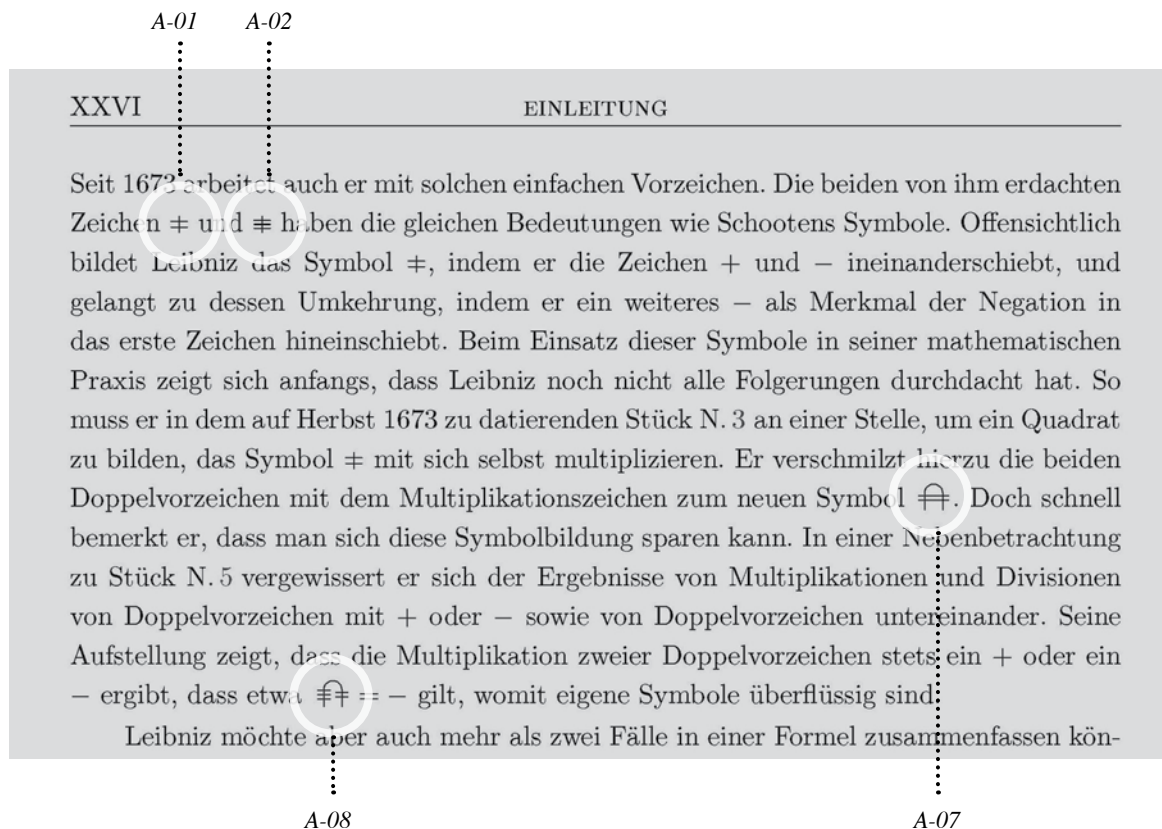 A-01 A-02
XXVI EINLEITUNG
Seit 1673 arbeitet auch er mit solchen einfachen Vorzeichen. Die beiden von ihm erdachten
Zeichen ⧧ und ⩨ haben die gleichen Bedeutungen wie Schootens Symbole. Offensichtlich
bildet Leibniz das Symbol ⧧, indem er die Zeichen + und − ineinanderschiebt, und
gelangt zu dessen Umkehrung, indem er ein weiteres − als Merkmal der Negation in
das erste Zeichen hineinschiebt. Beim Einsatz dieser Symbole in seiner mathematischen
Praxis zeigt sich anfangs, dass Leibniz noch nicht alle Folgerungen durchdacht hat. So
muss er in dem auf Herbst 1673 zu datierenden Stück N. 3 an einer Stelle, um ein Quadrat
zu bilden, das Symbol ⧧ mit sich selbst multiplizieren. Er verschmilzt hierzu die beiden
Doppelvorzeichen mit dem Multiplikationszeichen zum neuen Symbol . Doch schnell
bemerkt er, dass man sich diese Symbolbildung sparen kann. In einer Nebenbetrachtung
zu Stück N. 5 vergewissert er sich der Ergebnisse von Multiplikationen und Divisionen
von Doppelvorzeichen mit + oder − sowie von Doppelvorzeichen untereinander. Seine
Aufstellung zeigt, dass die Multiplikation zweier Doppelvorzeichen stets ein + oder ein
− ergibt, dass etwa = − gilt, womit eigene Symbole überflüssig sind.
Leibniz möchte aber auch mehr als zwei Fälle in einer Formel zusammenfassen kön-
A-08 A-07